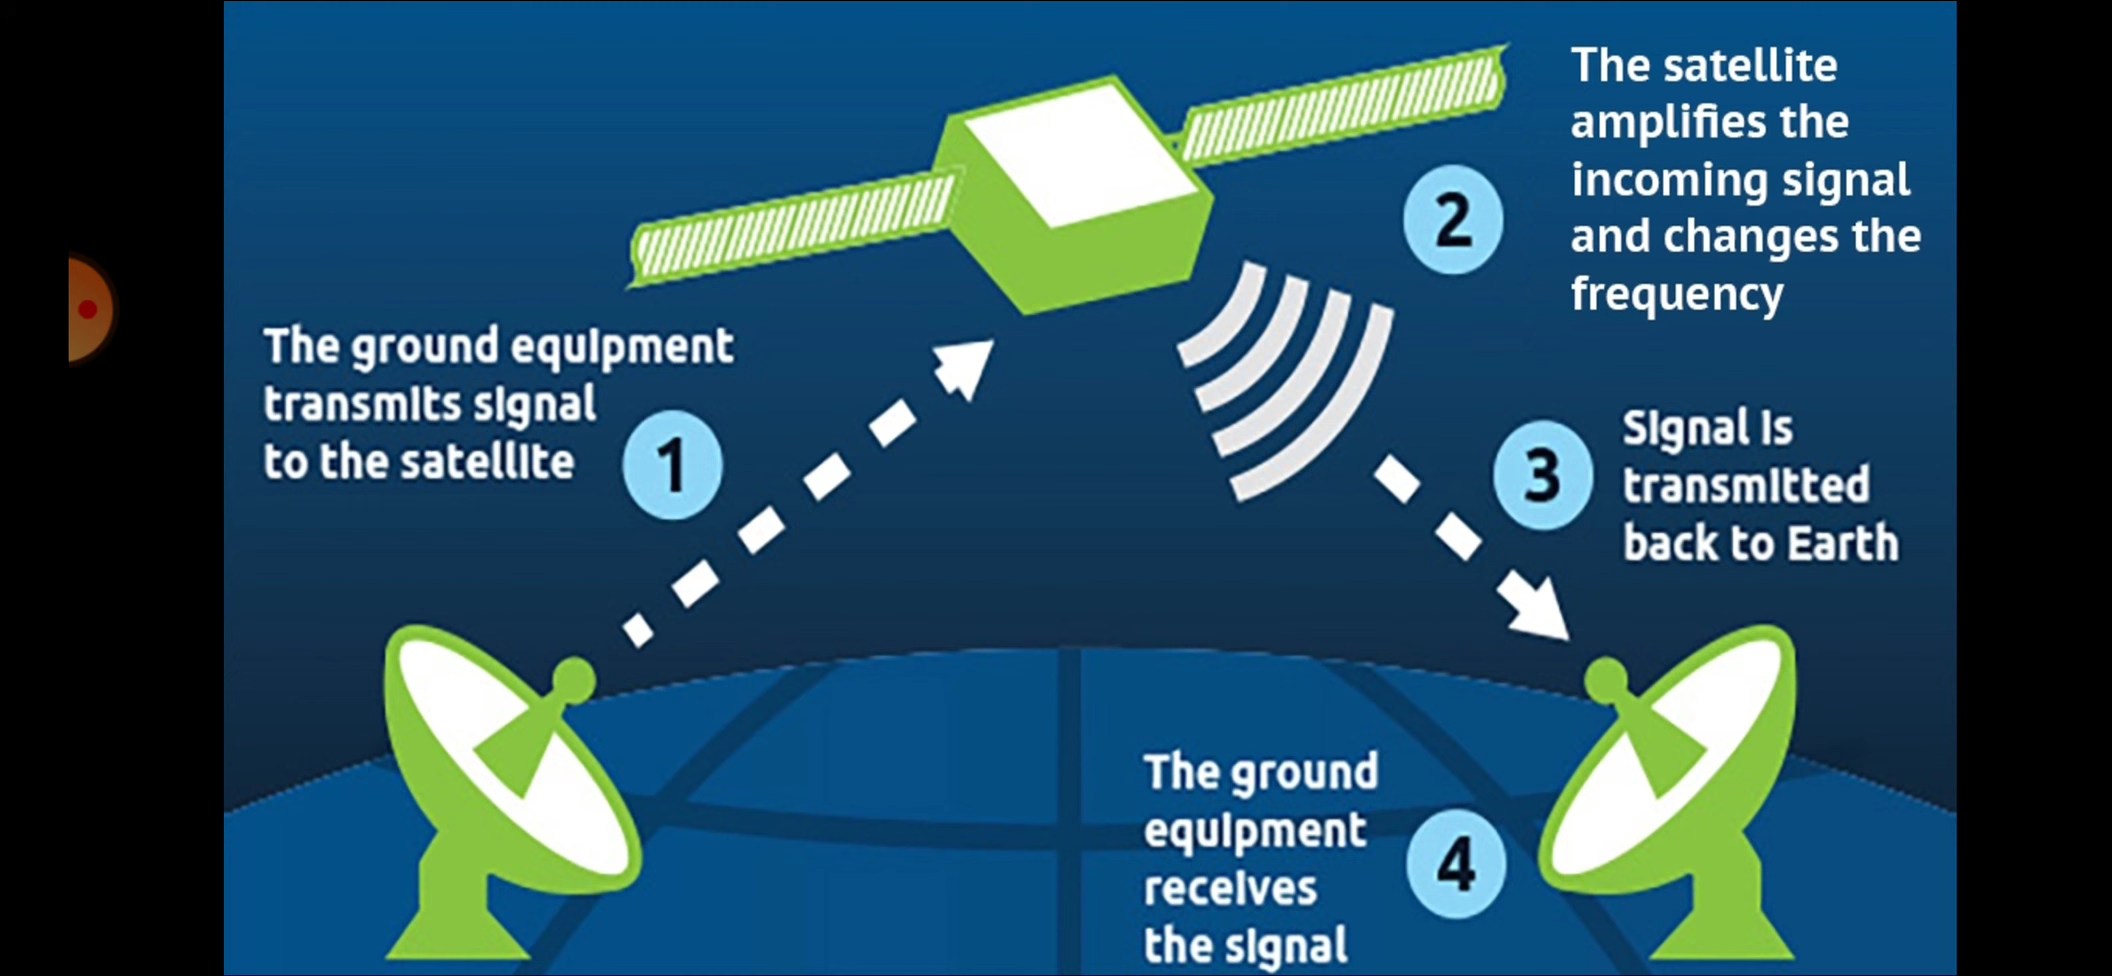 The ground equipment
transmits signal
to the satellite
1
The satellite
amplifies the
incoming signal
and changes the
frequency
2
Signal is
transmitted
back to Earth
3
The ground
equipment
receives
the signal
4